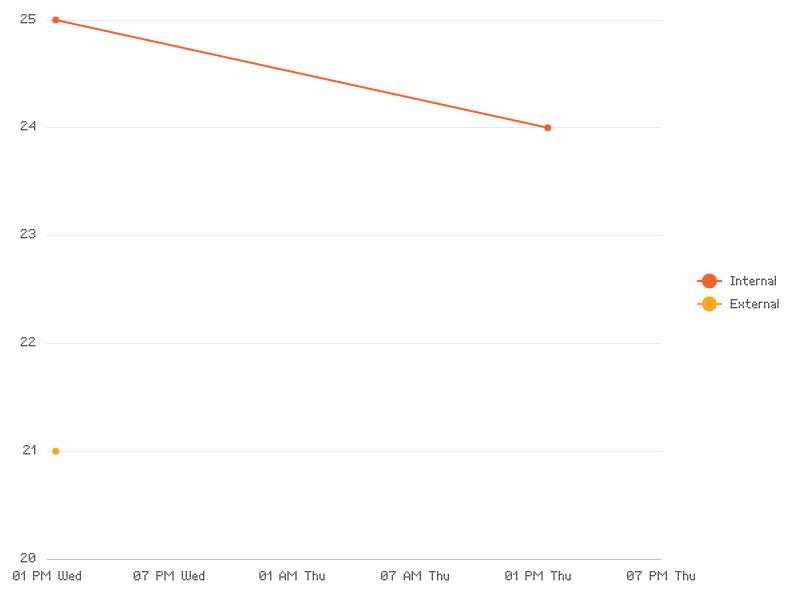 25
24
23
22
21
20
01 PM Wed
07 PM Wed
01 AM Thu
07 AM Thu
01 PM Thu
07 PM Thu
Internal
External